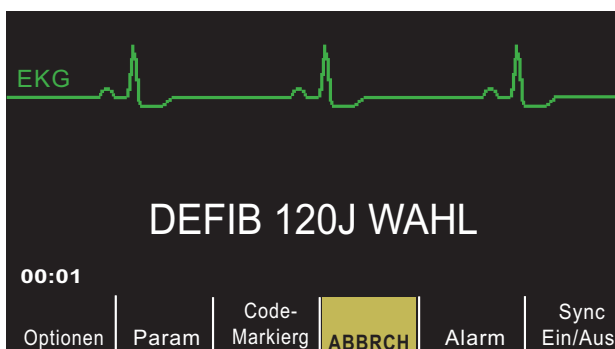 EKG
DEFIB 120J WAHL
00:01
Optionen
Param
Code-
Markierg
ABBRCH
Alarm
Sync
Ein/Aus